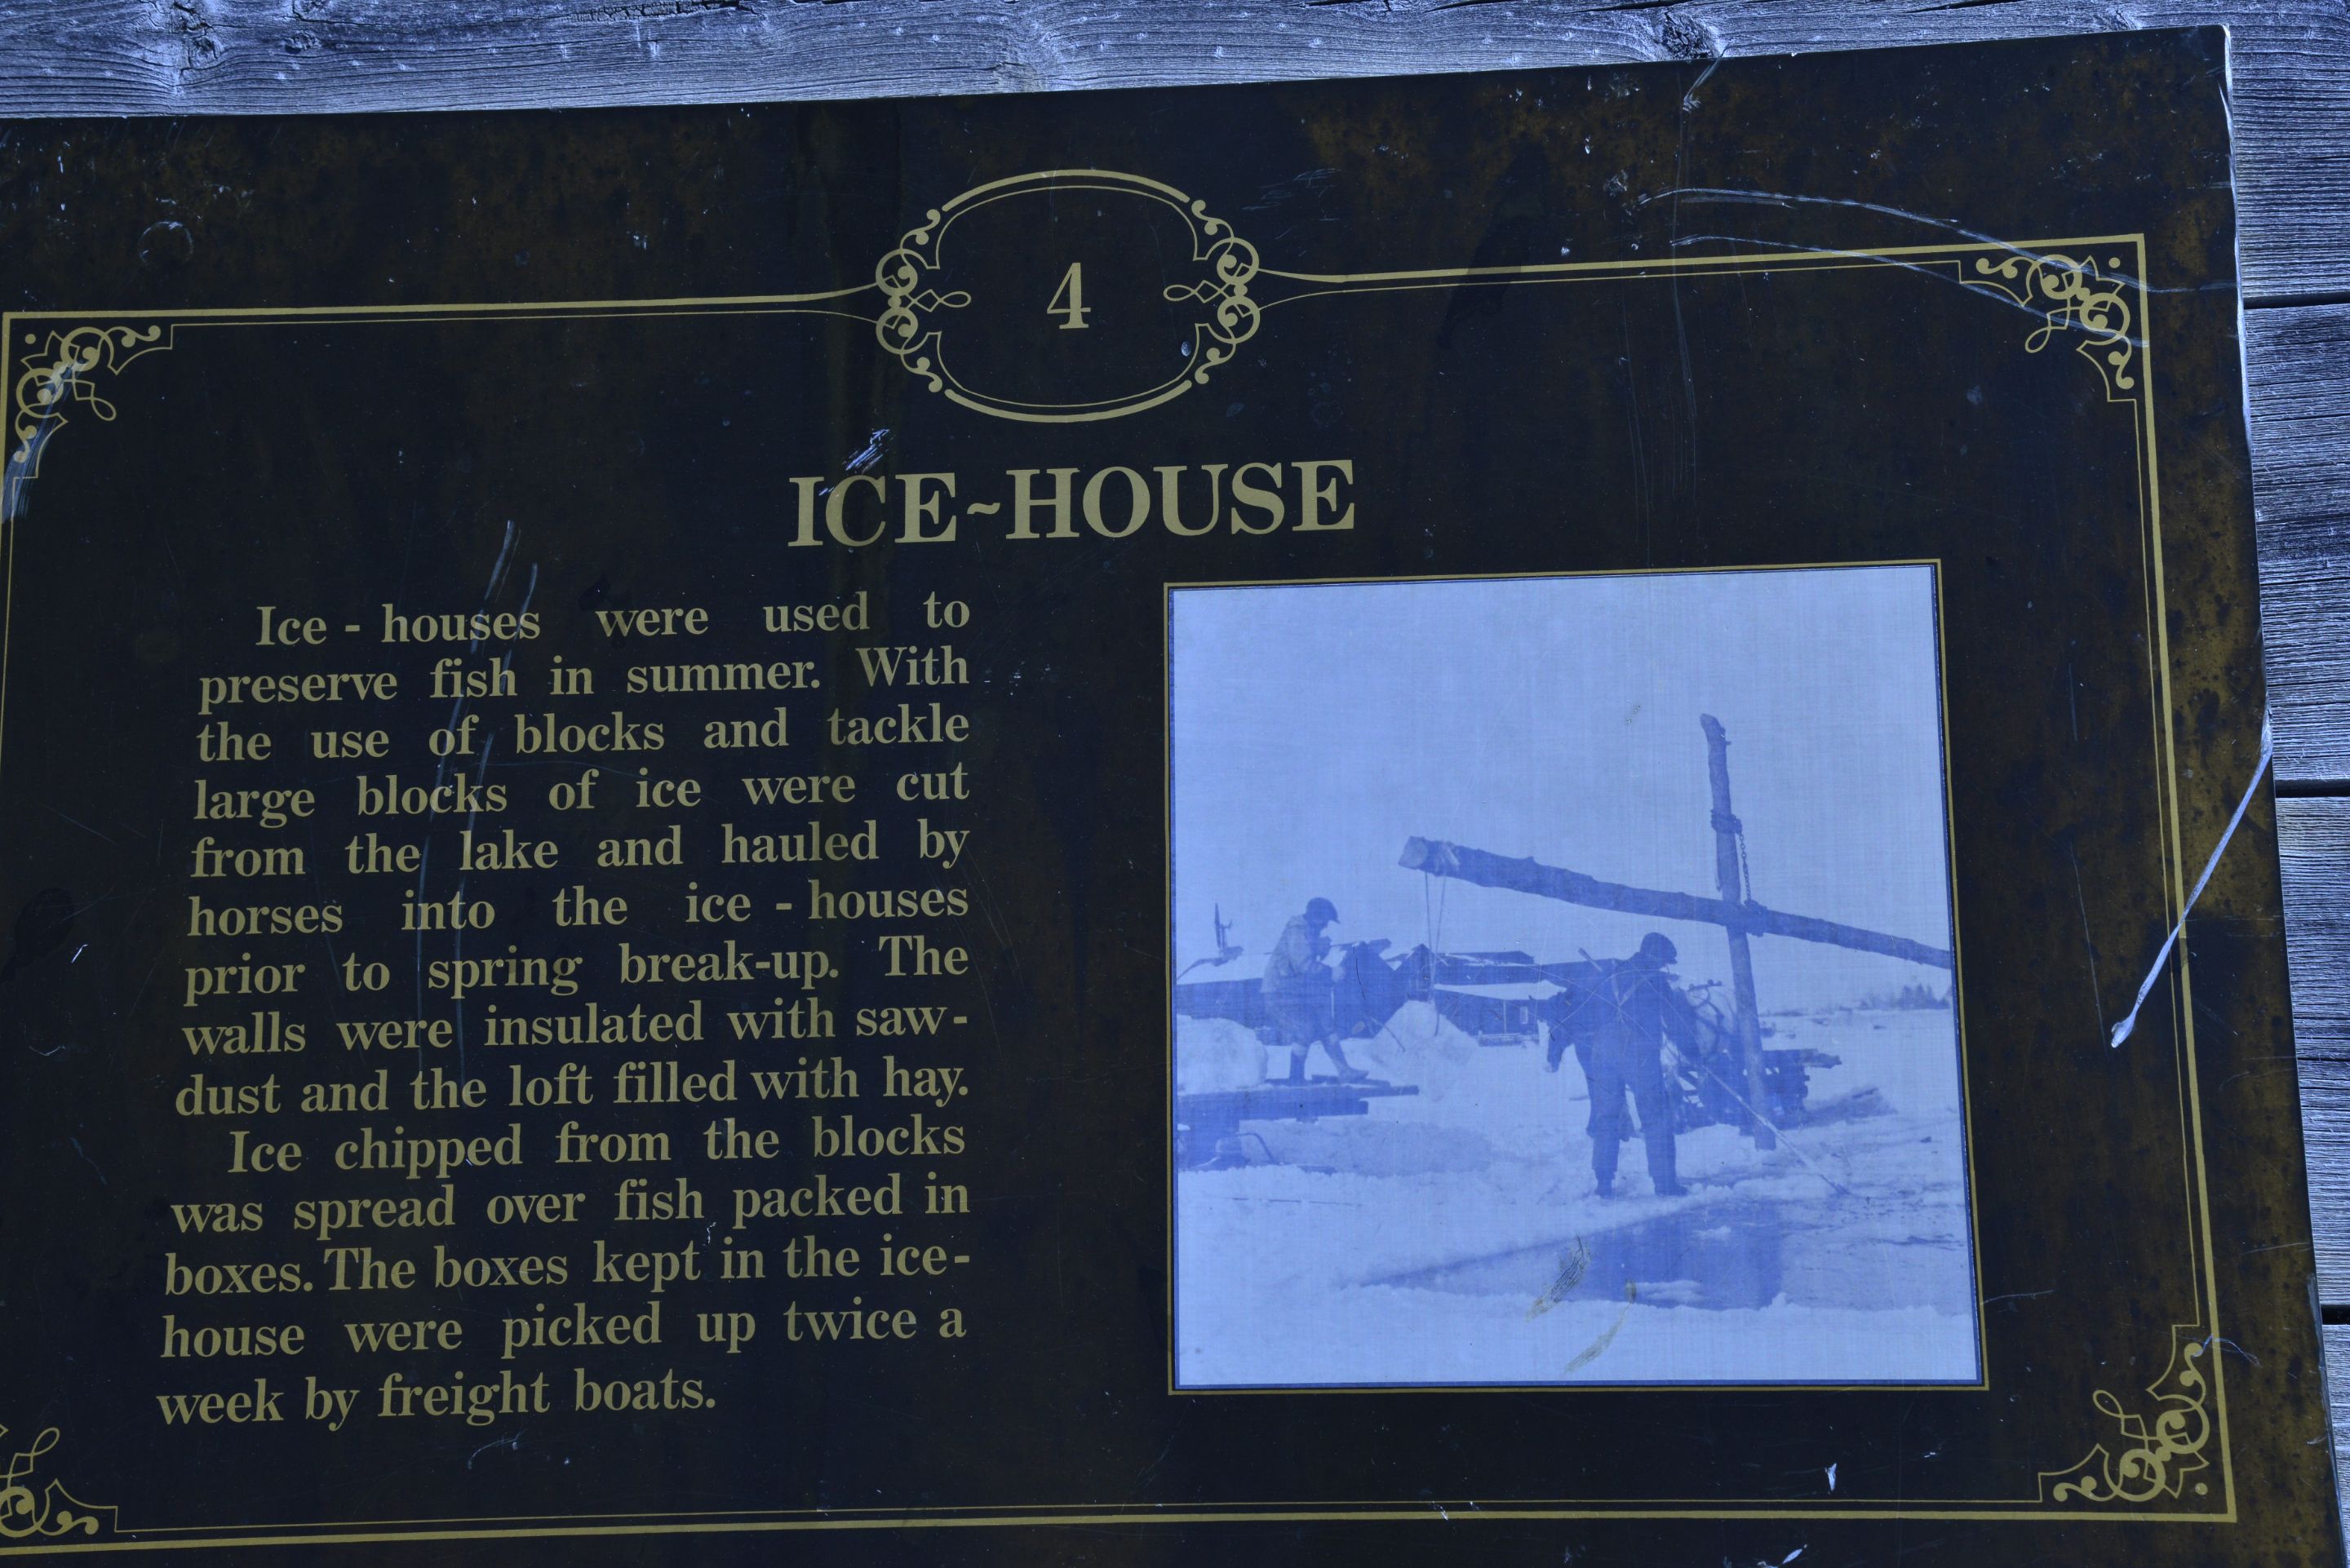 4
ICE~HOUSE
Ice - houses were used to
preserve fish in summer. With
the use of blocks and tackle
large blocks of ice were cut
from the lake and hauled by
horses into the ice - houses
prior to spring break-up. The
walls were insulated with saw-
dust and the loft filled with hay.
Ice chipped from the blocks
was spread over fish packed in
boxes. The boxes kept in the ice-
house were picked up twice a
week by freight boats.